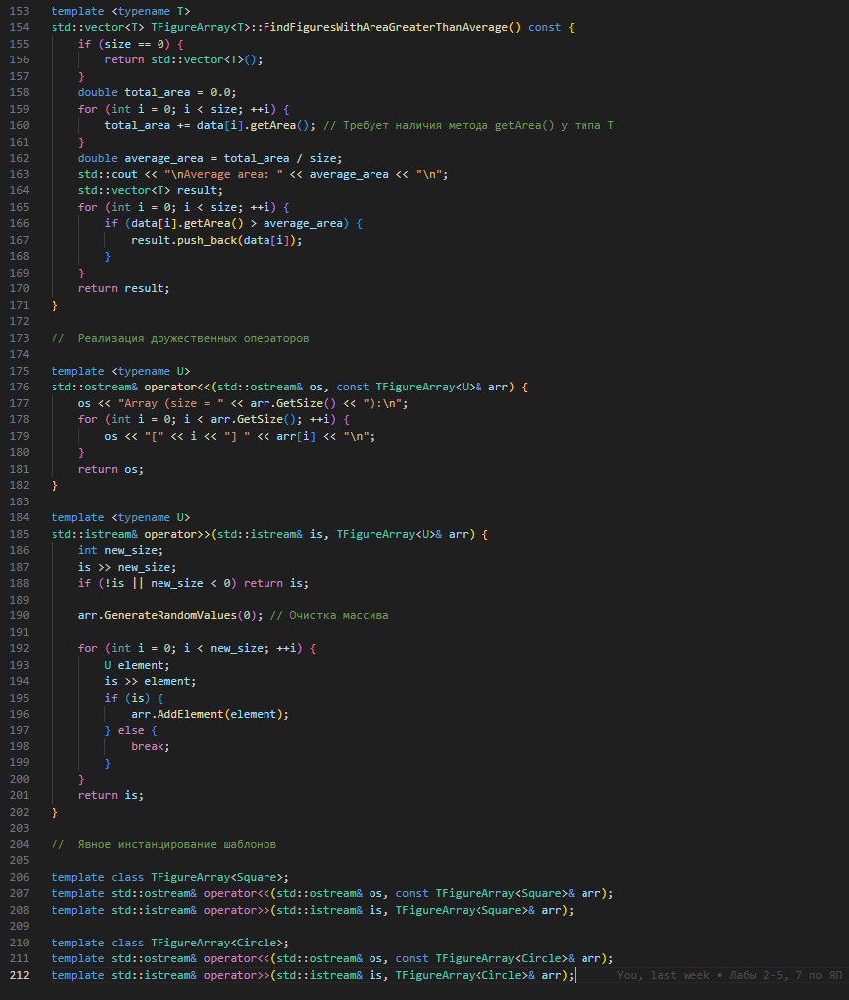 153 template <typename T>
154 std::vector<T> TFigureArray<T>::FindFiguresWithAreaGreaterThanAverage() const {
155     if (size == 0) {
156         return std::vector<T>();
157     }
158     double total_area = 0.0;
159     for (int i = 0; i < size; ++i) {
160         total_area += data[i].getArea(); // Требует наличия метода getArea() у типа T
161     }
162     double average_area = total_area / size;
163     std::cout << "\nAverage area: " << average_area << "\n";
164     std::vector<T> result;
165     for (int i = 0; i < size; ++i) {
166         if (data[i].getArea() > average_area) {
167             result.push_back(data[i]);
168         }
169     }
170     return result;
171 }
172
173 //  Реализация дружественных операторов
174
175 template <typename U>
176 std::ostream& operator<<(std::ostream& os, const TFigureArray<U>& arr) {
177     os << "Array (size = " << arr.GetSize() << "):\n";
178     for (int i = 0; i < arr.GetSize(); ++i) {
179         os << "[" << i << "] " << arr[i] << "\n";
180     }
181     return os;
182 }
183
184 template <typename U>
185 std::istream& operator>>(std::istream& is, TFigureArray<U>& arr) {
186     int new_size;
187     is >> new_size;
188     if (!is || new_size < 0) return is;
189
190     arr.GenerateRandomValues(0); // Очистка массива
191
192     for (int i = 0; i < new_size; ++i) {
193         U element;
194         is >> element;
195         if (is) {
196             arr.AddElement(element);
197         } else {
198             break;
199         }
200     }
201     return is;
202 }
203
204 //  Явное инстанцирование шаблонов
205
206 template class TFigureArray<Square>;
207 template std::ostream& operator<<(std::ostream& os, const TFigureArray<Square>& arr);
208 template std::istream& operator>>(std::istream& is, TFigureArray<Square>& arr);
209
210 template class TFigureArray<Circle>;
211 template std::ostream& operator<<(std::ostream& os, const TFigureArray<Circle>& arr);
212 template std::istream& operator>>(std::istream& is, TFigureArray<Circle>& arr); You, last week • Лабы 2-5, 7 по ЯП